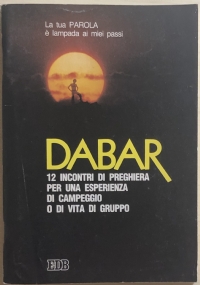 La tua PAROLA
è lampada ai miei passi
DABAR
12 INCONTRI DI PREGHIERA
PER UNA ESPERIENZA
DI CAMPEGGIO
O DI VITA DI GRUPPO
EDB